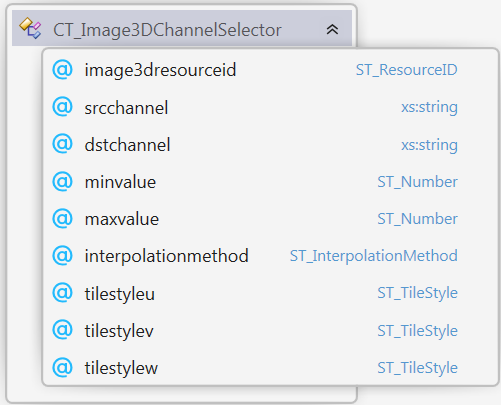 CT_Image3DChannelSelector
@ image3dresourceid ST_ResourceID
@ srcchannel xs:string
@ dstchannel xs:string
@ minvalue ST_Number
@ maxvalue ST_Number
@ interpolationmethod ST_InterpolationMethod
@ tilestyleu ST_TileStyle
@ tilestylev ST_TileStyle
@ tilestylew ST_TileStyle